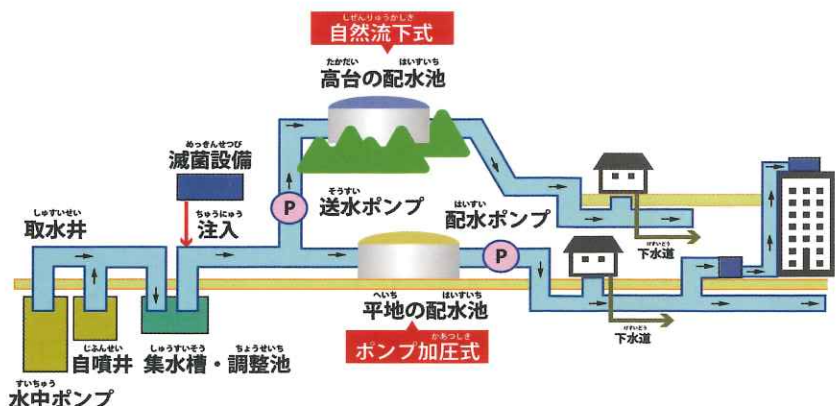 しぜんりゅうかしき
自然流下式
たかだい はいすいち
高台の配水池
めっきんせつび
滅菌設備
そうすい
P 送水ポンプ
はいすい
配水ポンプ
ちゅうにゅう
注入
しゅすいせい
取水井
P
げすいどう
下水道
へいち はいすいち
平地の配水池
かあつしき
ポンプ加圧式
げすいどう
下水道
じふんせい
自噴井
しゅうすいそう ちょうせいち
集水槽・調整池
すいちゅう
水中ポンプ